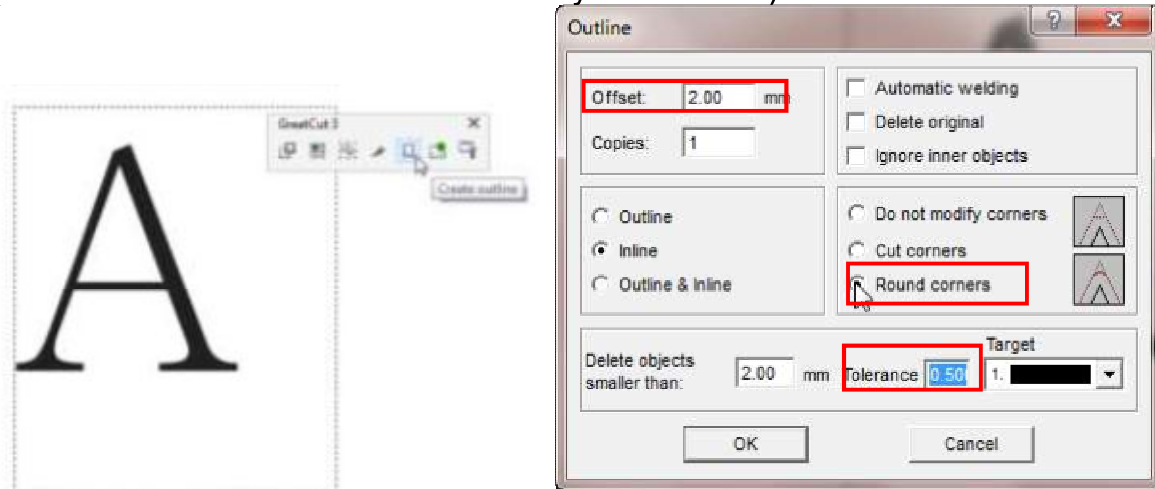 A
GreatCut 3
Create outline
Outline
Offset: 2.00 mm
Copies: 1
Automatic welding
Delete original
Ignore inner objects
Outline
Inline
Outline & Inline
Do not modify corners
Cut corners
Round corners
Delete objects
smaller than: 2.00 mm
Tolerance 0.50
Target
1.
OK
Cancel